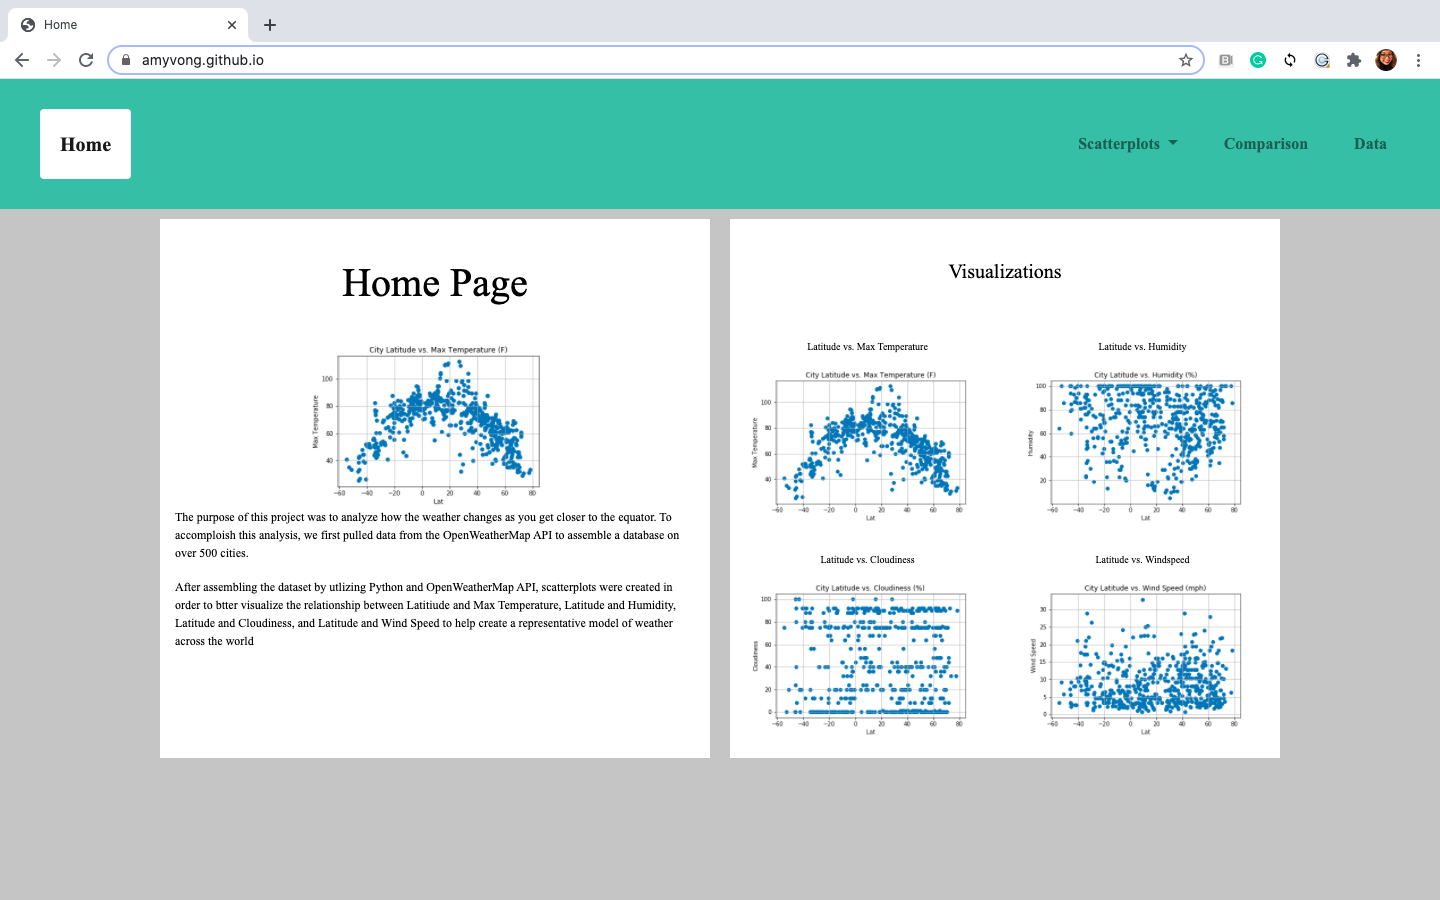 Home
amyvong.github.io
Home
Scatterplots
Comparison
Data
Home Page
City Latitude vs. Max Temperature (F)
Max Temperature
100
80
60
40
−60 −40 −20 0 20 40 60 80
Lat
The purpose of this project was to analyze how the weather changes as you get closer to the equator. To
accomploish this analysis, we first pulled data from the OpenWeatherMap API to assemble a database on
over 500 cities.
After assembling the dataset by utlizing Python and OpenWeatherMap API, scatterplots were created in
order to btter visualize the relationship between Latitiude and Max Temperature, Latitude and Humidity,
Latitude and Cloudiness, and Latitude and Wind Speed to help create a representative model of weather
across the world
Visualizations
Latitude vs. Max Temperature
City Latitude vs. Max Temperature (F)
Max Temperature
100
80
60
40
−60 −40 −20 0 20 40 60 80
Lat
Latitude vs. Humidity
City Latitude vs. Humidity (%)
Humidity
100
80
60
40
20
−60 −40 −20 0 20 40 60 80
Lat
Latitude vs. Cloudiness
City Latitude vs. Cloudiness (%)
Cloudiness
100
80
60
40
20
0
−60 −40 −20 0 20 40 60 80
Lat
Latitude vs. Windspeed
City Latitude vs. Wind Speed (mph)
Wind Speed
30
25
20
15
10
5
0
−60 −40 −20 0 20 40 60 80
Lat